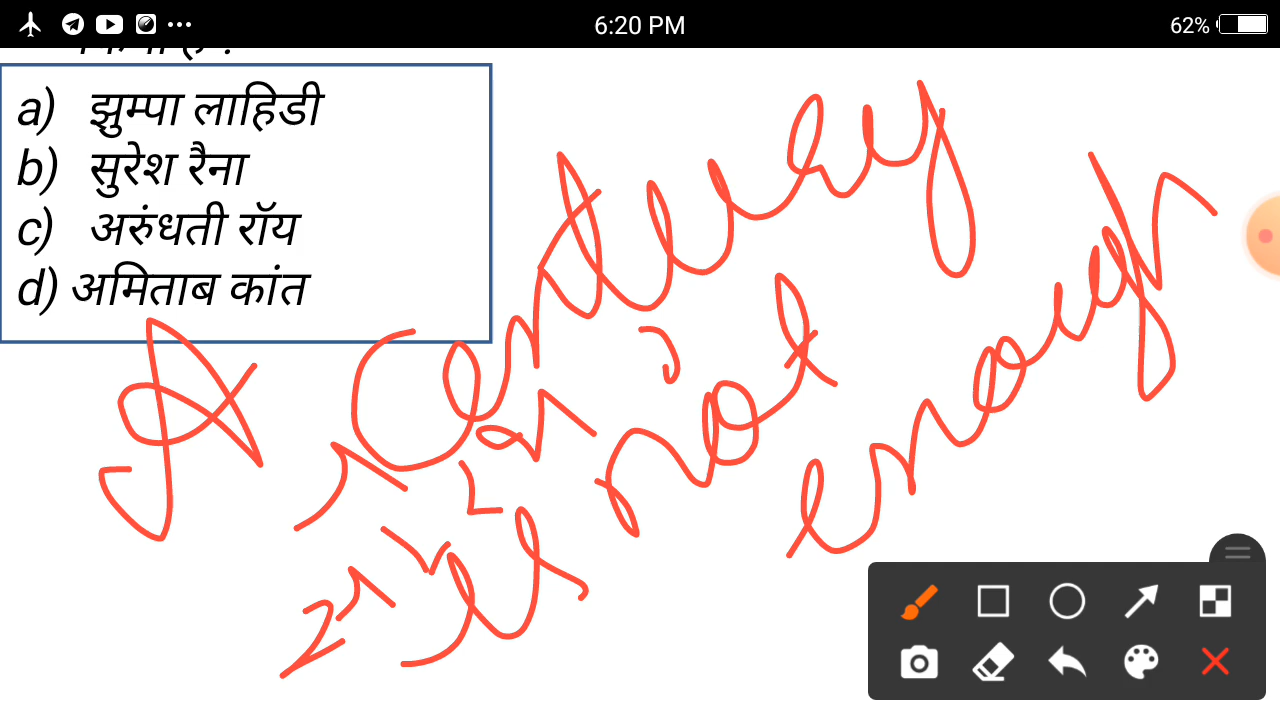 6:20 PM
62%
a) झुम्पा लाहिडी
b) सुरेश रैना
c) अरुंधती रॉय
d) अमिताब कांत
A Century
is not
enough